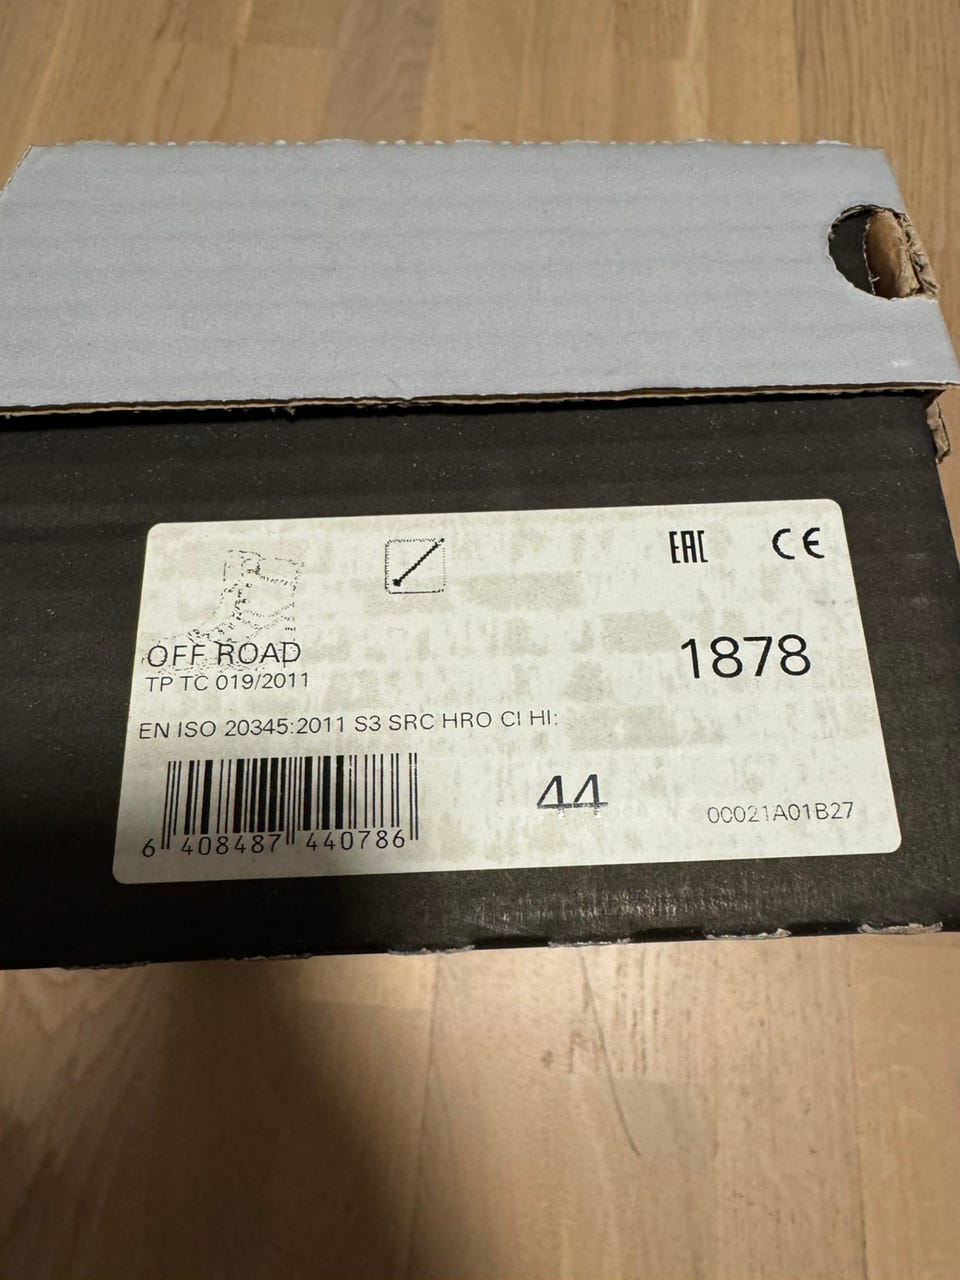 EAC CE
OFF ROAD
1878
TP TC 019/2011
EN ISO 20345:2011 S3 SRC HRO CI HI:
44
00021A01B27
6 408487 440786